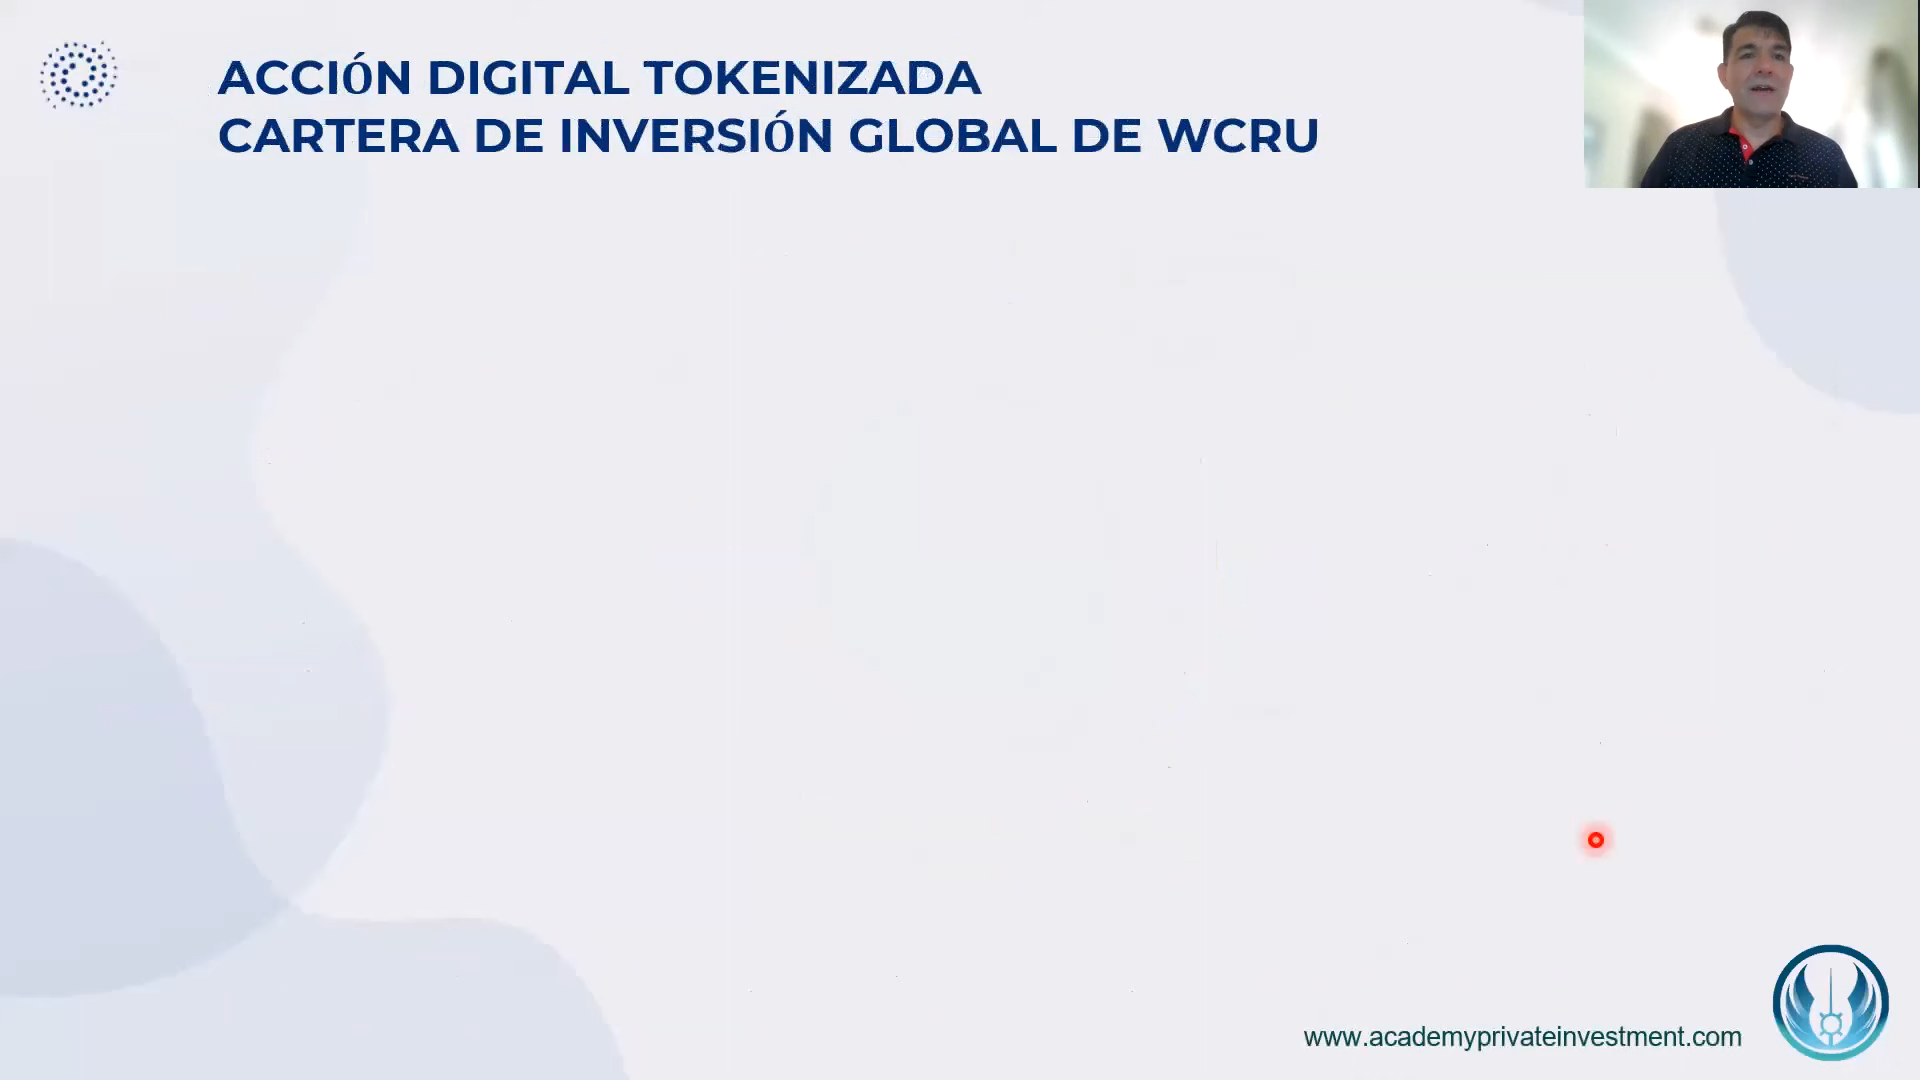 ACCIÓN DIGITAL TOKENIZADA
CARTERA DE INVERSIÓN GLOBAL DE WCRU
www.academyprivateinvestment.com